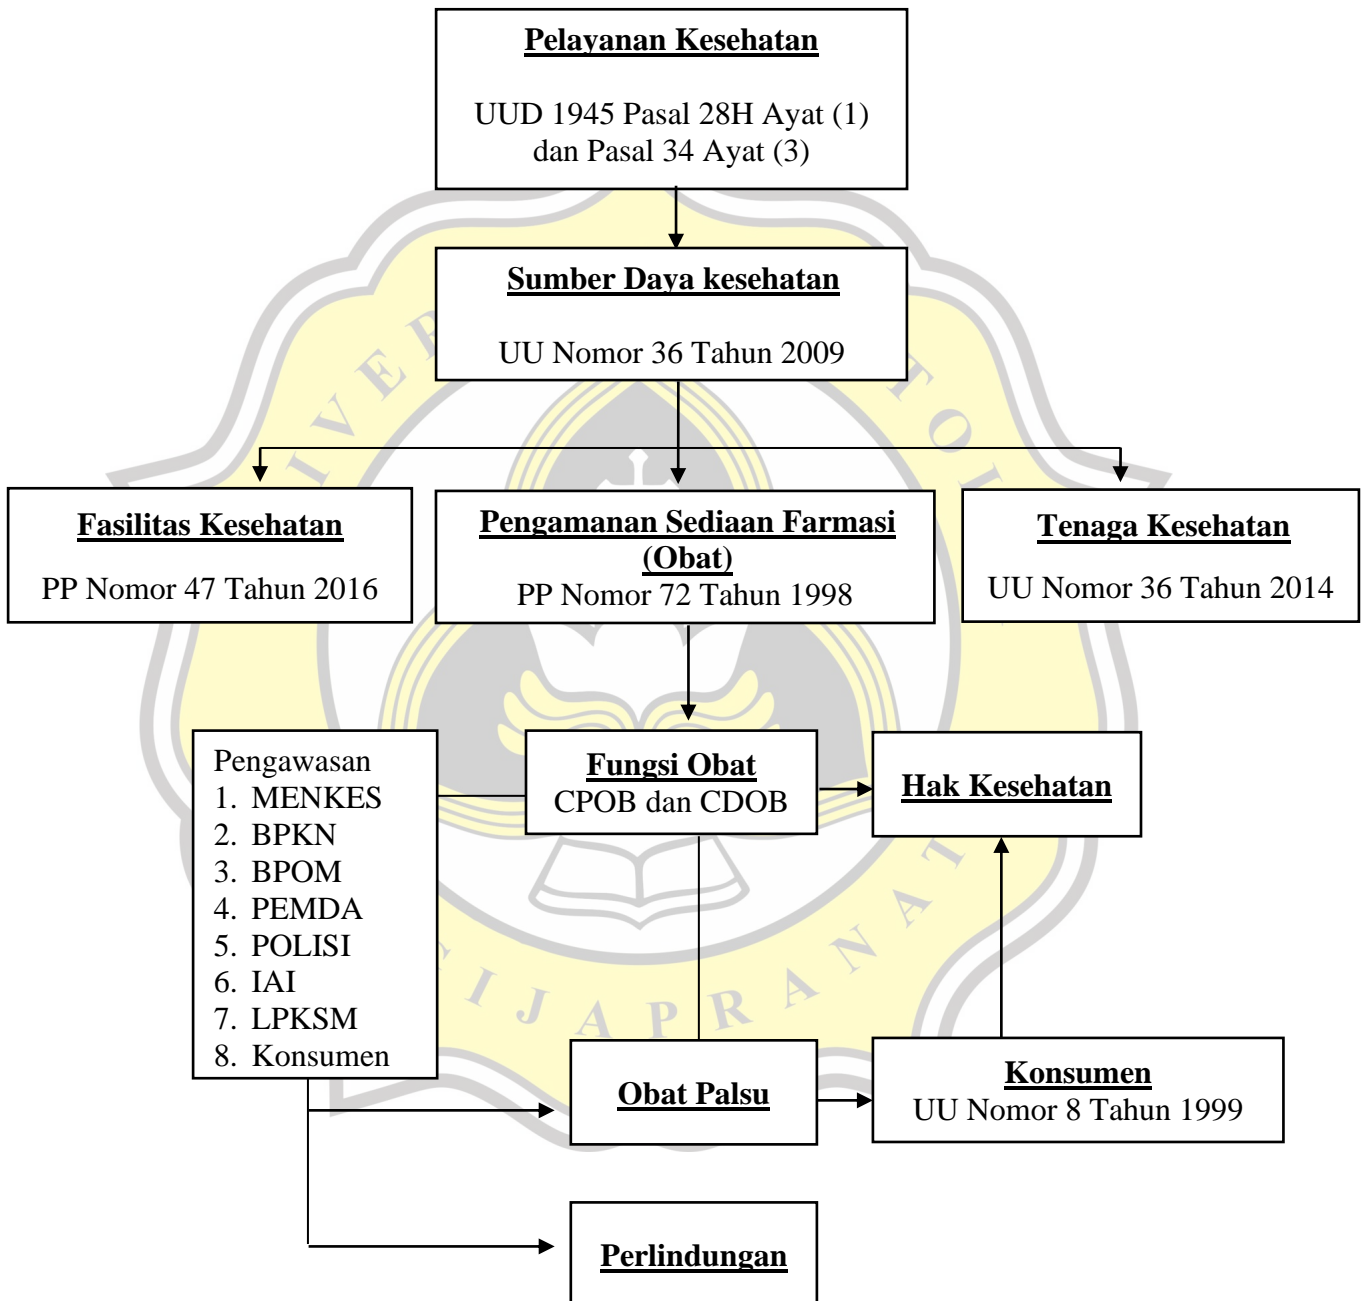 Pelayanan Kesehatan
UUD 1945 Pasal 28H Ayat (1)
dan Pasal 34 Ayat (3)
Sumber Daya kesehatan
UU Nomor 36 Tahun 2009
Fasilitas Kesehatan
PP Nomor 47 Tahun 2016
Pengamanan Sediaan Farmasi
(Obat)
PP Nomor 72 Tahun 1998
Tenaga Kesehatan
UU Nomor 36 Tahun 2014
Pengawasan
1. MENKES
2. BPKN
3. BPOM
4. PEMDA
5. POLISI
6. IAI
7. LPKSM
8. Konsumen
Fungsi Obat
CPOB dan CDOB
Hak Kesehatan
Obat Palsu
Konsumen
UU Nomor 8 Tahun 1999
Perlindungan